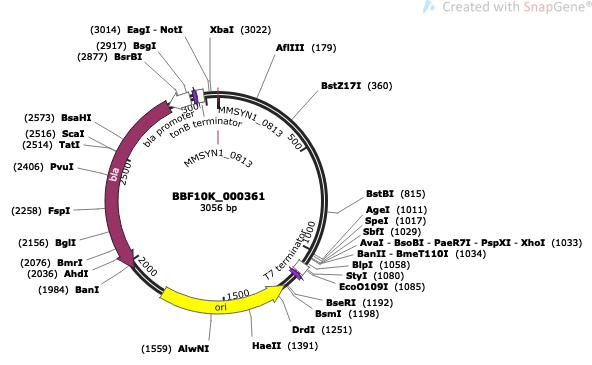 Created with SnapGene®
(3014) EagI - NotI
XbaI (3022)
(2917) BsgI
(2877) BsrBI
AflIII (179)
BstZ17I (360)
(2573) BsaHI
(2516) ScaI
(2514) TatI
(2406) PvuI
(2258) FspI
(2156) BglI
(2076) BmrI
(2036) AhdI
(1984) BanI
(1559) AlwNI
HaeII (1391)
DrdI (1251)
BsmI (1198)
BseRI (1192)
EcoO109I (1085)
StyI (1080)
BlpI (1058)
BanII - BmeT110I (1034)
AvaI - BsoBI - PaeR7I - PspXI - XhoI (1033)
SbfI (1029)
SpeI (1017)
AgeI (1011)
BstBI (815)
bla promoter
tonB terminator
MMSYN1_0813
MMSYN1_0813
T7 terminator
bla
ori
500
1000
1500
2000
2500
BBF10K_000361
3056 bp